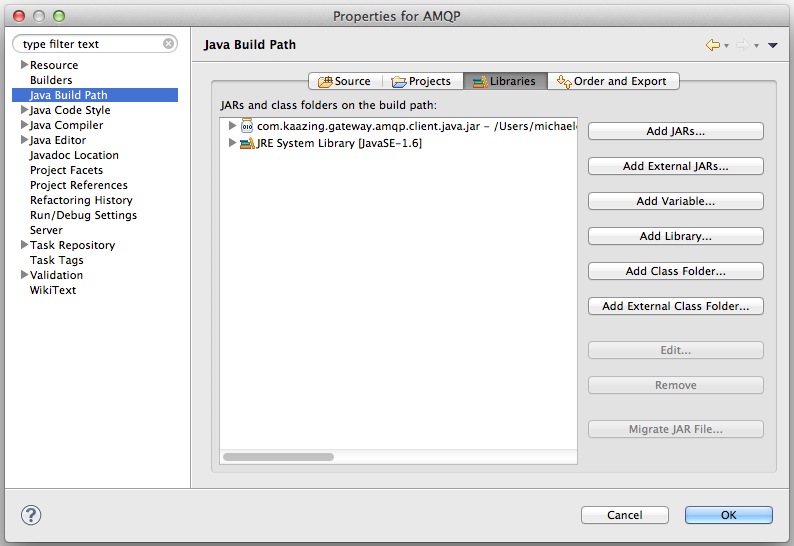 Properties for AMQP
type filter text
Resource
Builders
Java Build Path
Java Code Style
Java Compiler
Java Editor
Javadoc Location
Project Facets
Project References
Refactoring History
Run/Debug Settings
Server
Task Repository
Task Tags
Validation
WikiText
Java Build Path
Source Projects Libraries Order and Export
JARs and class folders on the build path:
com.kaazing.gateway.amqp.client.java.jar – /Users/michael
JRE System Library [JavaSE-1.6]
Add JARs...
Add External JARs...
Add Variable...
Add Library...
Add Class Folder...
Add External Class Folder...
Edit...
Remove
Migrate JAR File...
?
Cancel OK